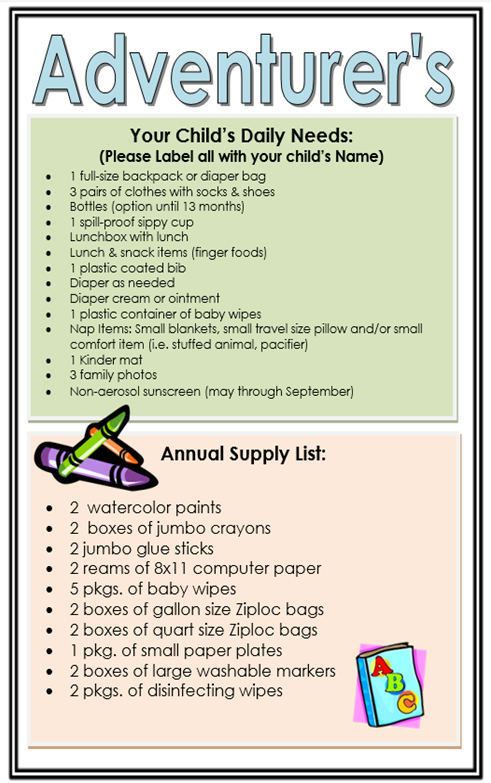 Adventurer's
Your Child's Daily Needs:
(Please Label all with your child's Name)
• 1 full-size backpack or diaper bag
• 3 pairs of clothes with socks & shoes
• Bottles (option until 13 months)
• 1 spill-proof sippy cup
• Lunchbox with lunch
• Lunch & snack items (finger foods)
• 1 plastic coated bib
• Diaper as needed
• Diaper cream or ointment
• 1 plastic container of baby wipes
• Nap Items: Small blankets, small travel size pillow and/or small
comfort item (i.e. stuffed animal, pacifier)
• 1 Kinder mat
• 3 family photos
• Non-aerosol sunscreen (may through September)
Annual Supply List:
• 2 watercolor paints
• 2 boxes of jumbo crayons
• 2 jumbo glue sticks
• 2 reams of 8x11 computer paper
• 5 pkgs. of baby wipes
• 2 boxes of gallon size Ziploc bags
• 2 boxes of quart size Ziploc bags
• 1 pkg. of small paper plates
• 2 boxes of large washable markers
• 2 pkgs. of disinfecting wipes
A
B
C